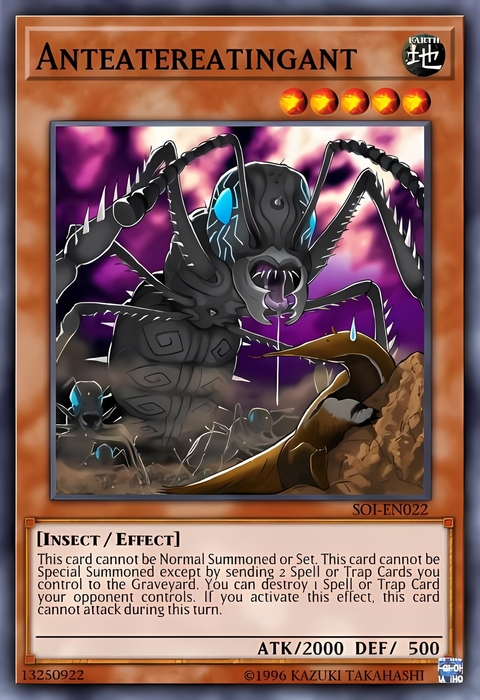 ANTEATEREATINGANT
EARTH
地
SOI-EN022
[INSECT / EFFECT]
This card cannot be Normal Summoned or Set. This card cannot be
Special Summoned except by sending 2 Spell or Trap Cards you
control to the Graveyard. You can destroy 1 Spell or Trap Card
your opponent controls. If you activate this effect, this card
cannot attack during this turn.
ATK/2000 DEF/ 500
13250922
©1996 KAZUKI TAKAHASHI